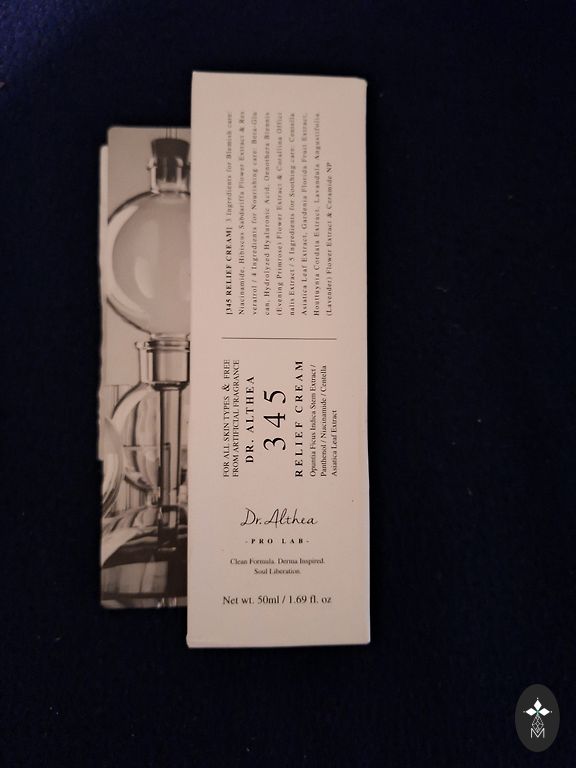 [345 RELIEF CREAM] 3 Ingredients for Blemish care:
Niacinamide, Hibiscus Sabdariffa Flower Extract & Res
veratrol / 4 Ingredients for Nourishing care: Beta-Glu
can, Hydrolyzed Hyaluronic Acid, Oenothera Biennis
(Evening Primrose) Flower Extract & Corallina Offici
nalis Extract / 5 Ingredients for Soothing care: Centella
Asiatica Leaf Extract, Gardenia Florida Fruit Extract,
Houttuynia Cordata Extract, Lavandula Angustifolia
(Lavender) Flower Extract & Ceramide NP
FOR ALL SKIN TYPES & FREE
FROM ARTIFICIAL FRAGRANCE
DR. ALTHEA
345
RELIEF CREAM
Opuntia Ficus Indica Stem Extract /
Panthenol / Niacinamide / Centella
Asiatica Leaf Extract
Dr.Althea
-PRO LAB-
Clean Formula. Derma Inspired.
Soul Liberation.
Net wt. 50ml / 1.69 fl. oz
M